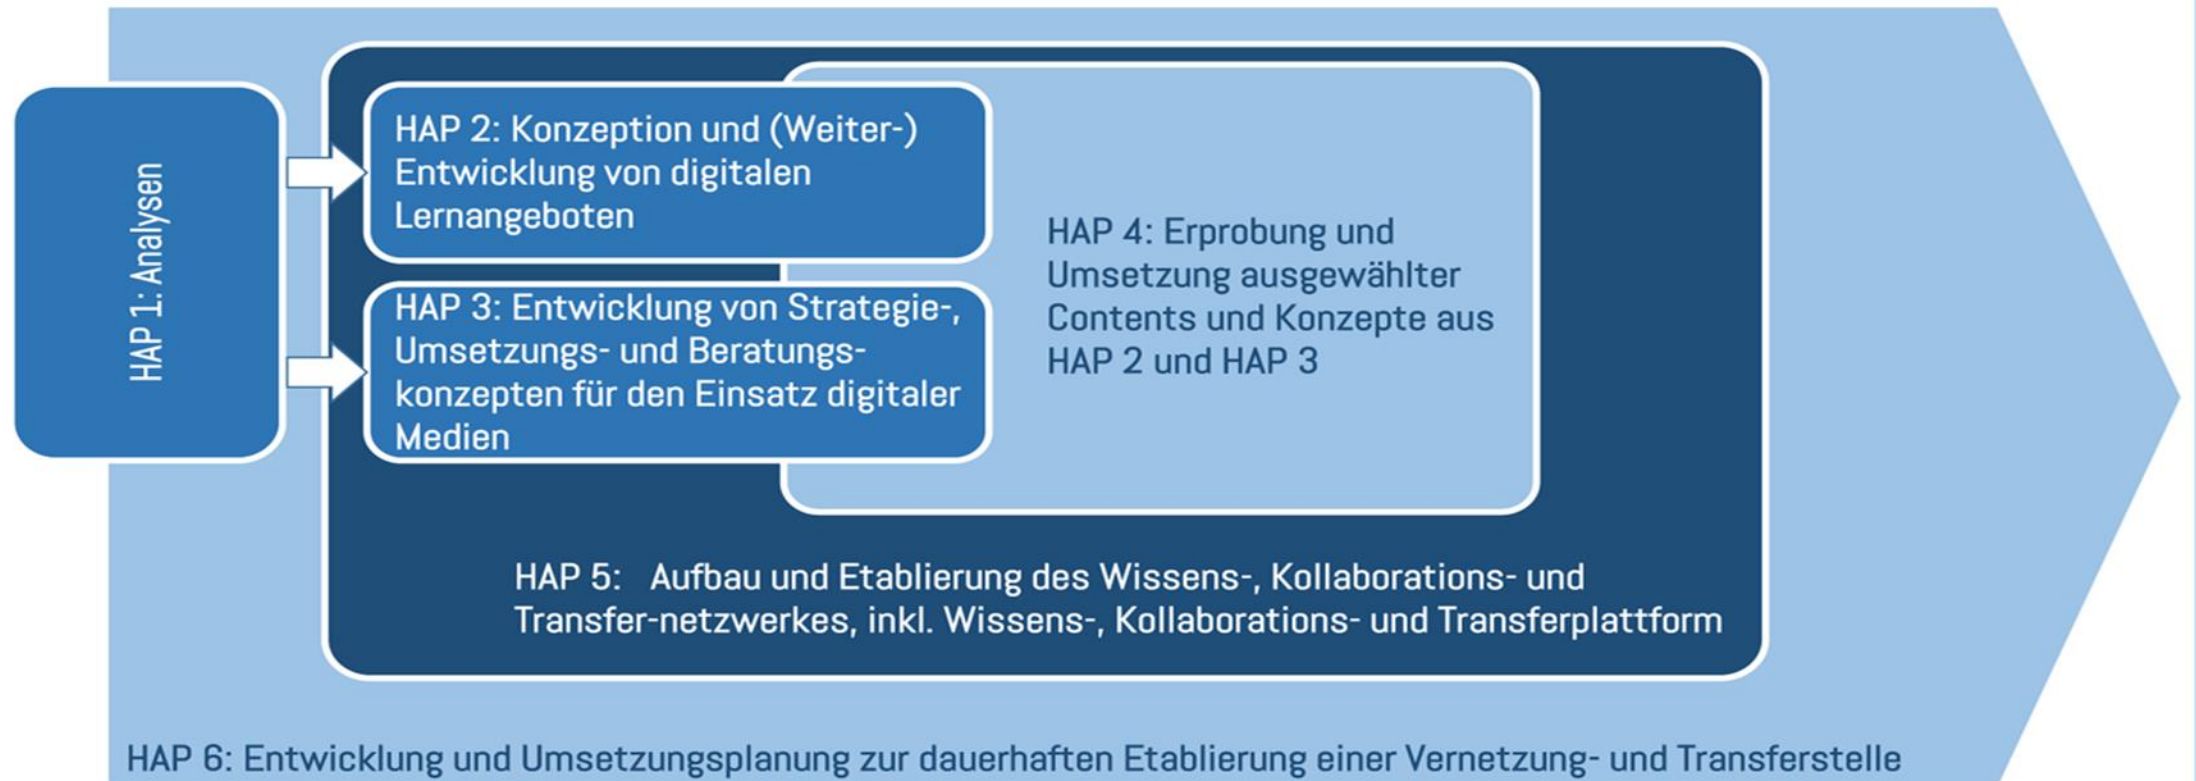 HAP 1: Analysen
HAP 2: Konzeption und (Weiter-)
Entwicklung von digitalen
Lernangeboten
HAP 3: Entwicklung von Strategie-,
Umsetzungs- und Beratungs-
konzepten für den Einsatz digitaler
Medien
HAP 4: Erprobung und
Umsetzung ausgewählter
Contents und Konzepte aus
HAP 2 und HAP 3
HAP 5: Aufbau und Etablierung des Wissens-, Kollaborations- und
Transfer-netzwerkes, inkl. Wissens-, Kollaborations- und Transferplattform
HAP 6: Entwicklung und Umsetzungsplanung zur dauerhaften Etablierung einer Vernetzung- und Transferstelle